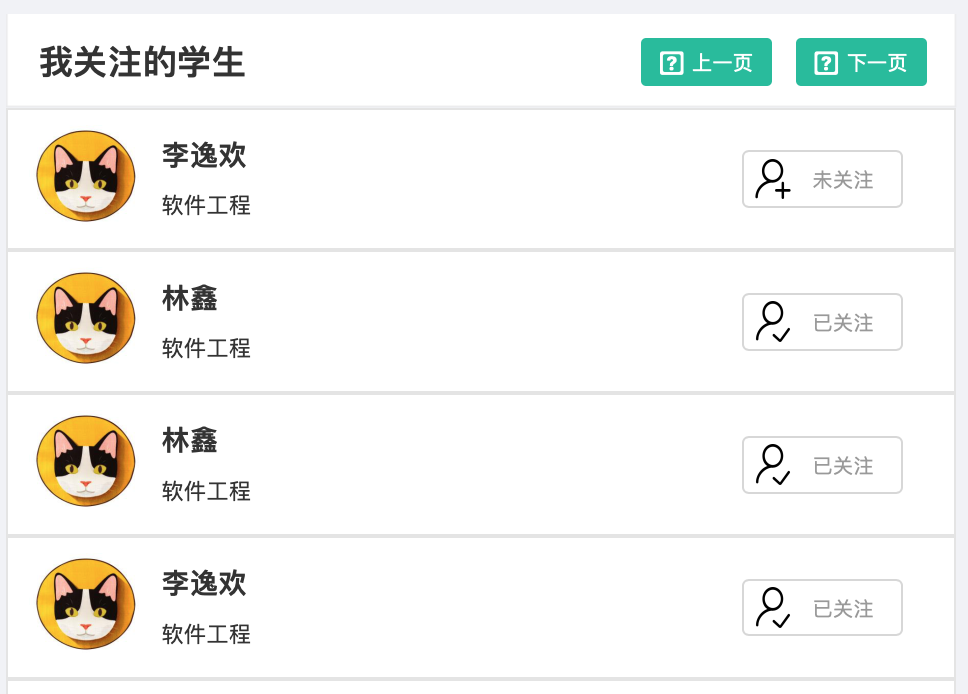 我关注的学生
上一页 下一页
李逸欢
软件工程
未关注
林鑫
软件工程
已关注
林鑫
软件工程
已关注
李逸欢
软件工程
已关注